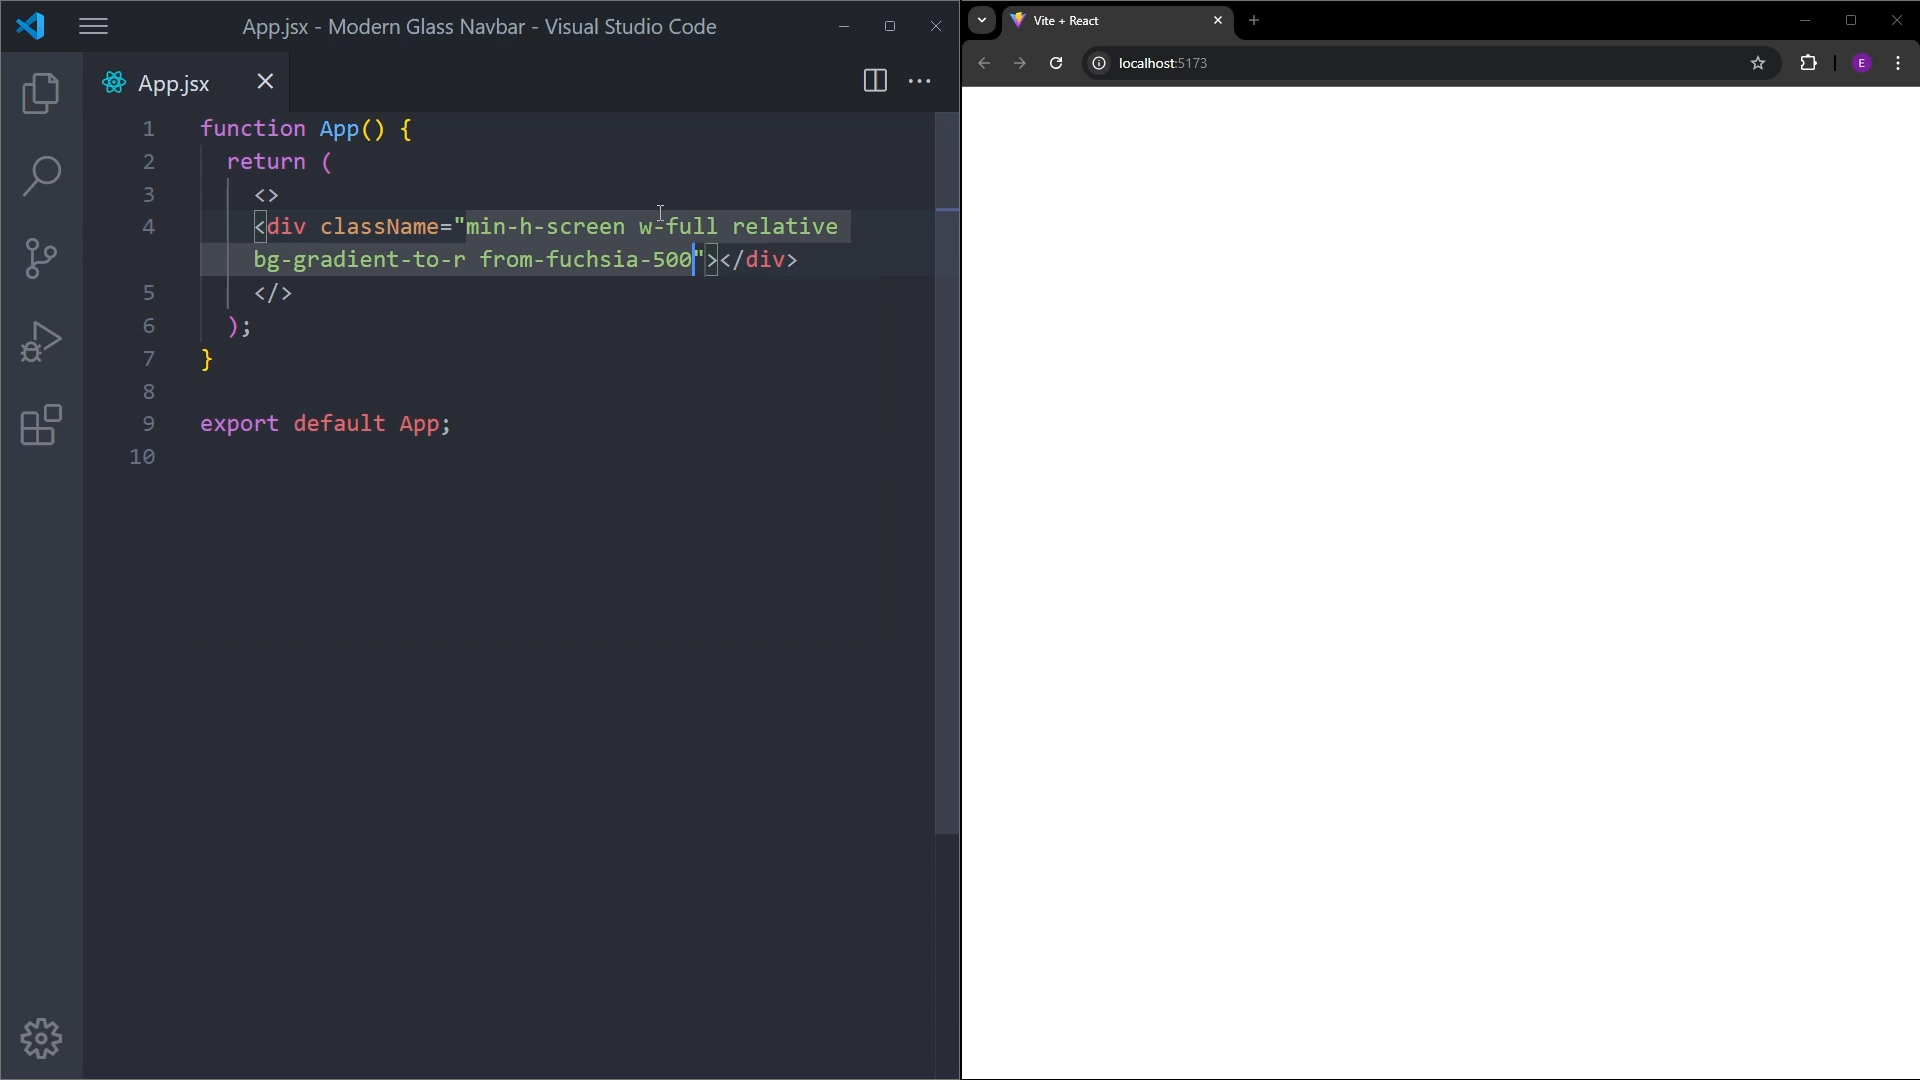 App.jsx - Modern Glass Navbar - Visual Studio Code
App.jsx
1 function App() {
2 return (
3 <>
4 <div className="min-h-screen w-full relative
bg-gradient-to-r from-fuchsia-500"></div>
5 </>
6 );
7 }
8
9 export default App;
10
Vite + React
localhost:5173
E